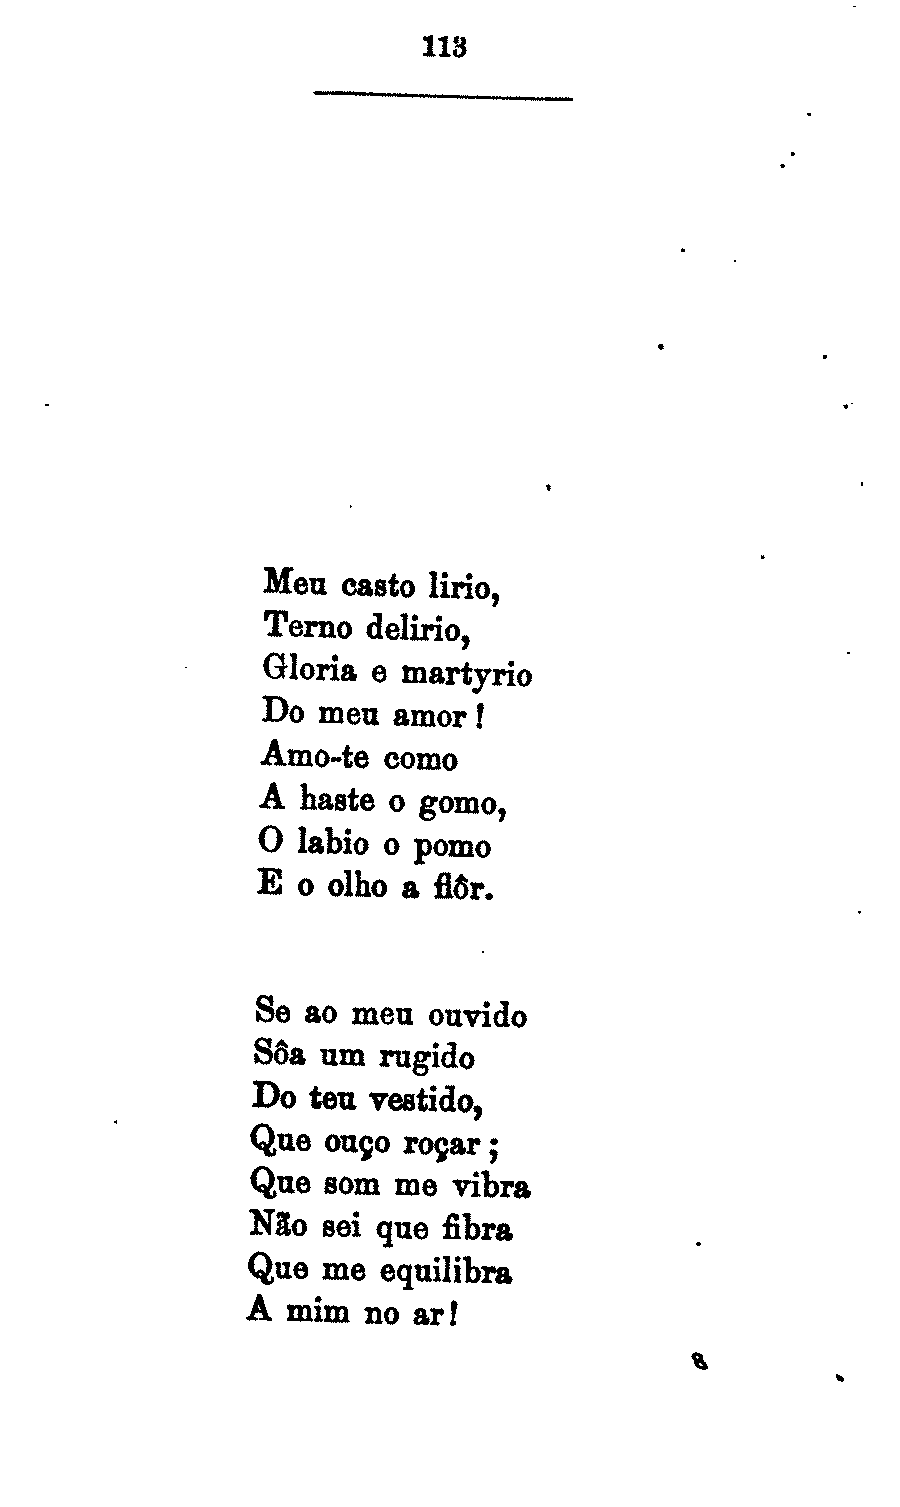 113
Meu casto lirio,
Terno delirio,
Gloria e martyrio
Do meu amor!
Amo-te como
A haste o gomo,
O labio o pomo
E o olho a flôr.
Se ao meu ouvido
Sôa um rugido
Do teu vestido,
Que ouço roçar;
Que som me vibra
Não sei que fibra
Que me equilibra
A mim no ar!
8